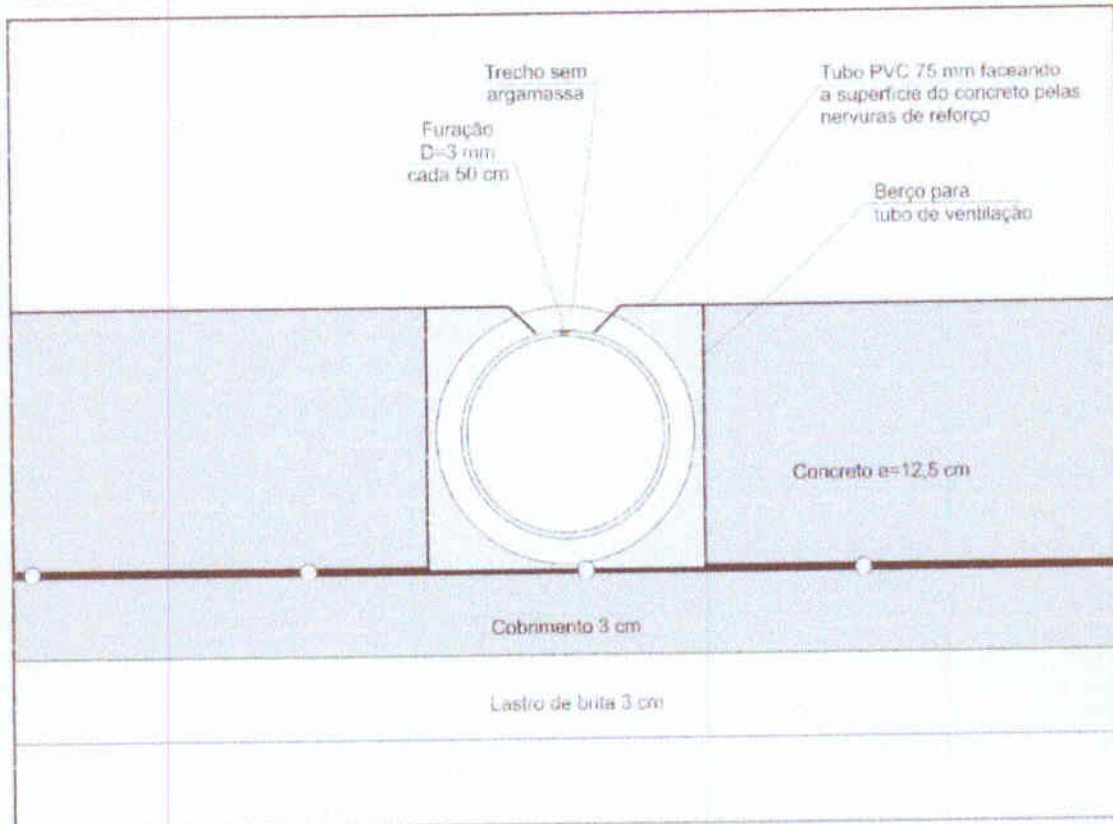 Trecho sem
argamassa
Tubo PVC 75 mm faceando
a superfície do concreto pelas
nervuras de reforço
Furação
D=3 mm
cada 50 cm
Berço para
tubo de ventilação
Concreto e=12,5 cm
Cobrimento 3 cm
Lastro de brita 3 cm